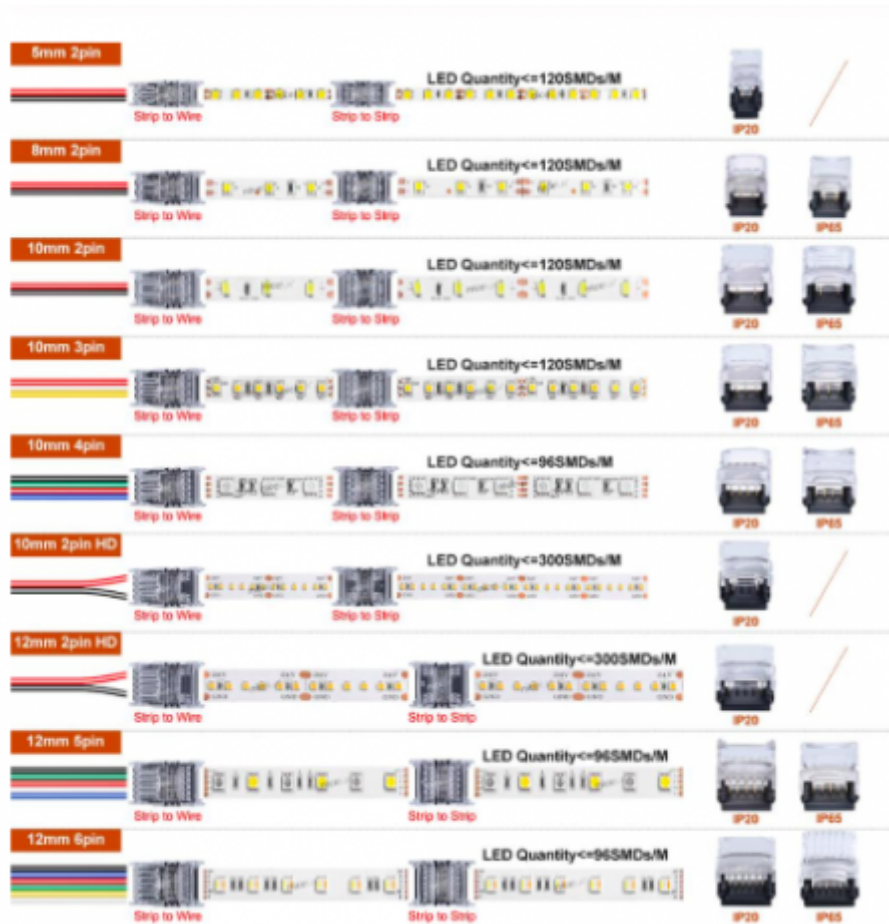 5mm 2pin
LED Quantity<=120SMDs/M
Strip to Wire
Strip to Strip
IP20
8mm 2pin
LED Quantity<=120SMDs/M
Strip to Wire
Strip to Strip
IP20
IP65
10mm 2pin
LED Quantity<=120SMDs/M
Strip to Wire
Strip to Strip
IP20
IP65
10mm 3pin
LED Quantity<=120SMDs/M
Strip to Wire
Strip to Strip
IP20
IP65
10mm 4pin
LED Quantity<=96SMDs/M
Strip to Wire
Strip to Strip
IP20
IP65
10mm 2pin HD
LED Quantity<=300SMDs/M
Strip to Wire
Strip to Strip
IP20
12mm 2pin HD
LED Quantity<=300SMDs/M
Strip to Wire
Strip to Strip
IP20
12mm 5pin
LED Quantity<=96SMDs/M
Strip to Wire
Strip to Strip
IP20
IP65
12mm 6pin
LED Quantity<=96SMDs/M
Strip to Wire
Strip to Strip
IP20
IP65